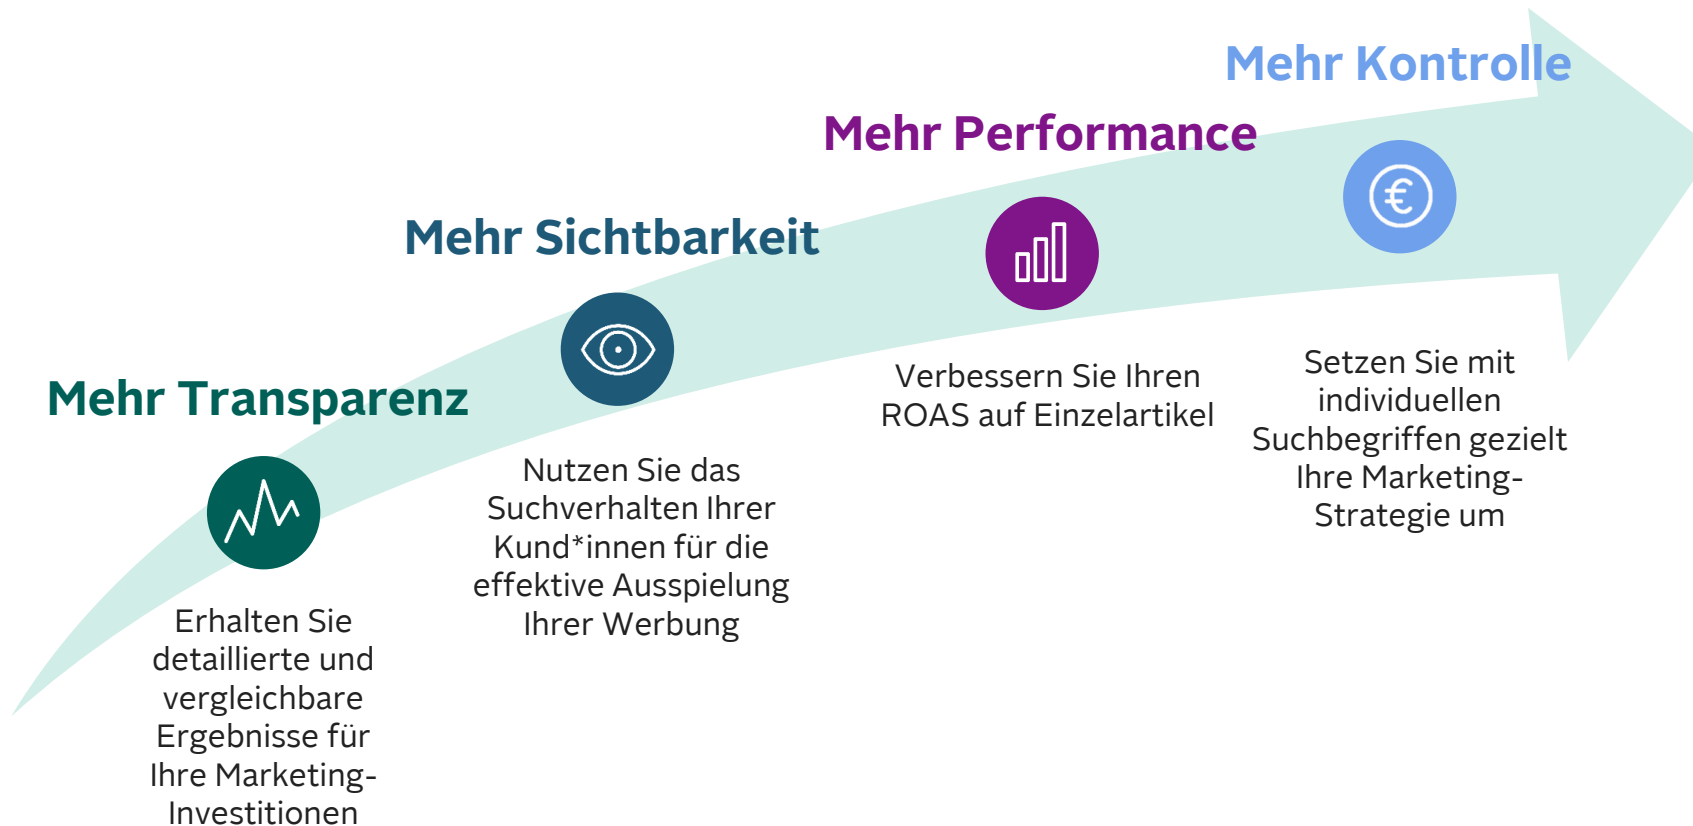 Mehr Transparenz
Erhalten Sie
detaillierte und
vergleichbare
Ergebnisse für
Ihre Marketing-
Investitionen
Mehr Sichtbarkeit
Nutzen Sie das
Suchverhalten Ihrer
Kund*innen für die
effektive Ausspielung
Ihrer Werbung
Mehr Performance
Verbessern Sie Ihren
ROAS auf Einzelartikel
Mehr Kontrolle
€
Setzen Sie mit
individuellen
Suchbegriffen gezielt
Ihre Marketing-
Strategie um